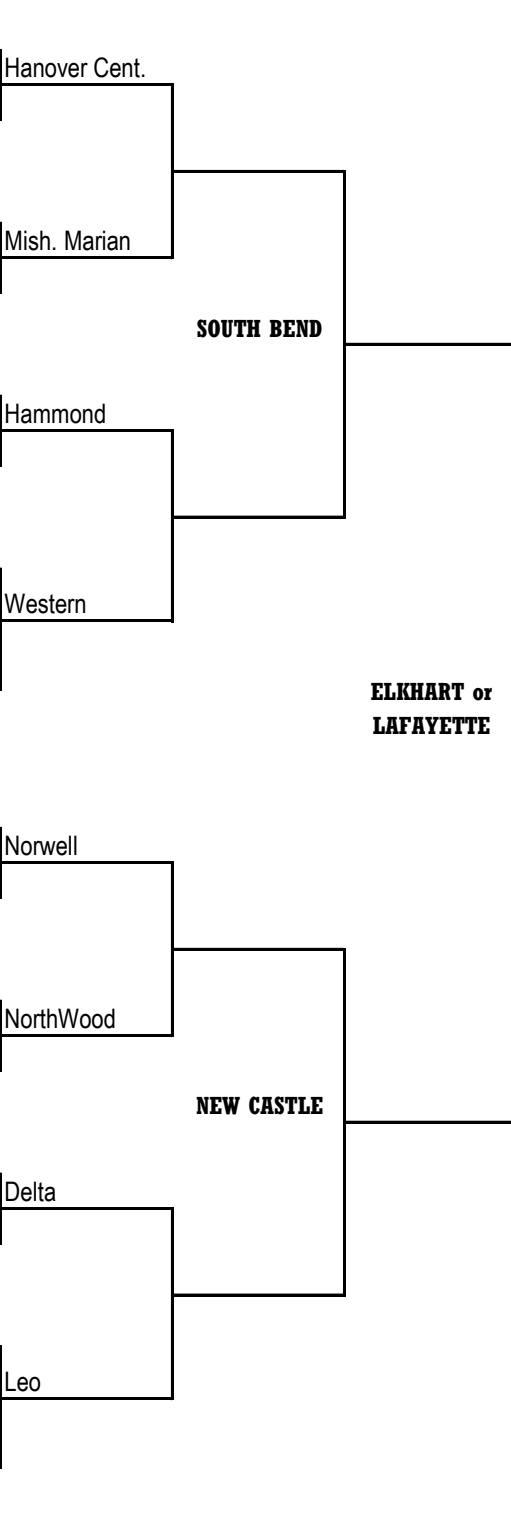 Hanover Cent.
Mish. Marian
SOUTH BEND
Hammond
Western
ELKHART or
LAFAYETTE
Norwell
NorthWood
NEW CASTLE
Delta
Leo